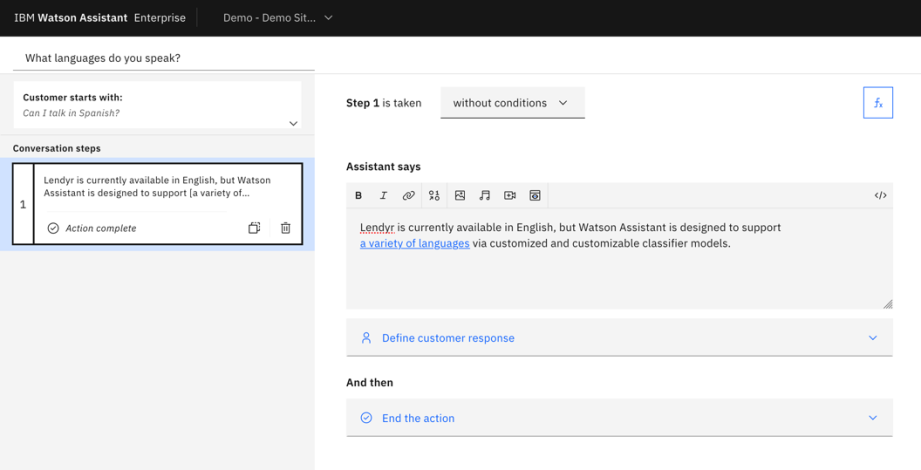 IBM Watson Assistant Enterprise
Demo - Demo Sit...
What languages do you speak?
Customer starts with:
Can I talk in Spanish?
Conversation steps
1
Lendyr is currently available in English, but Watson
Assistant is designed to support [a variety of...
Action complete
Step 1 is taken
without conditions
fx
Assistant says
B I </>
Lendyr is currently available in English, but Watson Assistant is designed to support
a variety of languages via customized and customizable classifier models.
Define customer response
And then
End the action